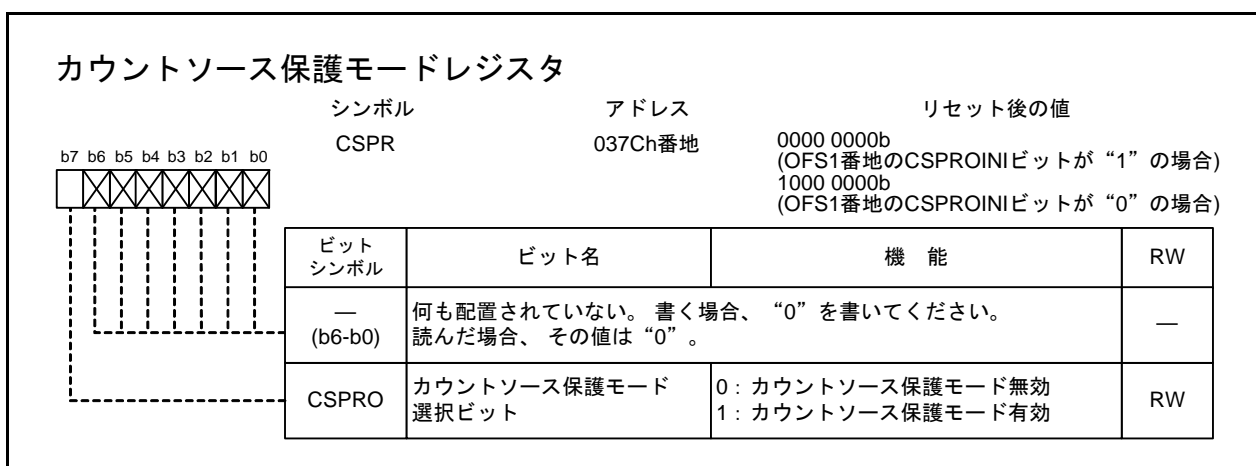 カウントソース保護モードレジスタ
シンボル アドレス リセット後の値
CSPR 037Ch番地 0000 0000b
(OFS1番地のCSPROINIビットが“1”の場合)
1000 0000b
(OFS1番地のCSPROINIビットが“0”の場合)
b7 b6 b5 b4 b3 b2 b1 b0
ビット
シンボル ビット名 機 能 RW
—
(b6-b0) 何も配置されていない。 書く場合、 “0”を書いてください。
読んだ場合、 その値は“0”。 —
CSPRO カウントソース保護モード
選択ビット 0 : カウントソース保護モード無効
1 : カウントソース保護モード有効 RW